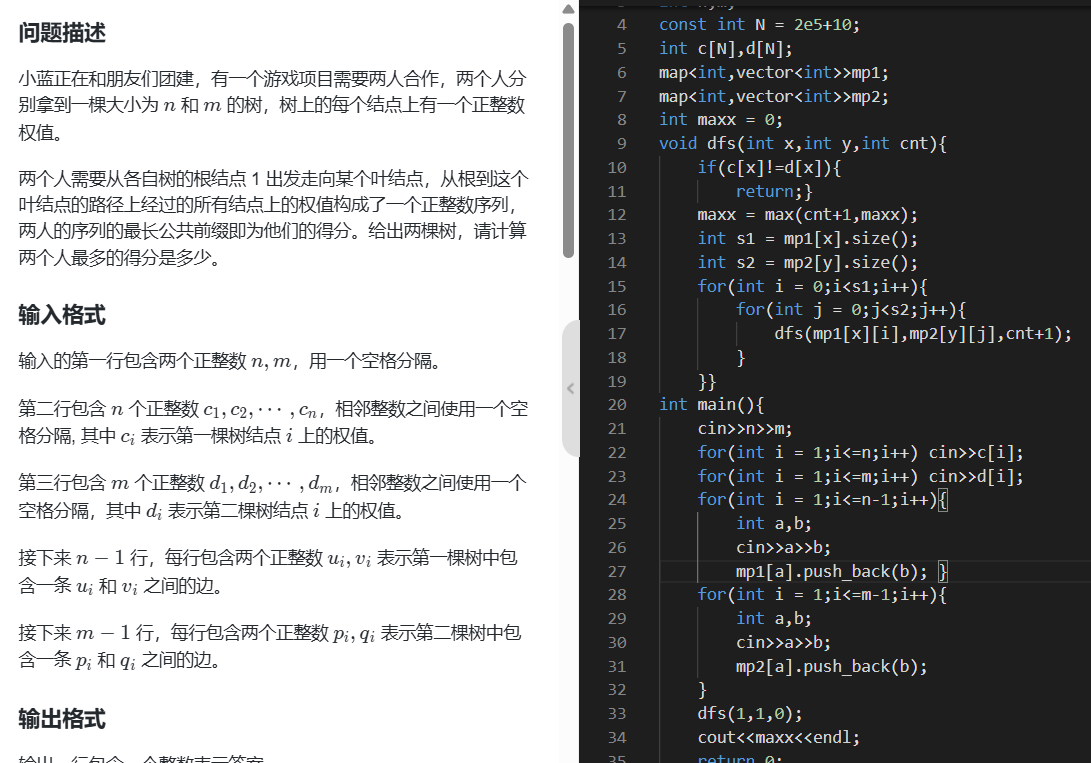 问题描述
小蓝正在和朋友们团建，有一个游戏项目需要两人合作，两个人分
别拿到一棵大小为 n 和 m 的树，树上的每个结点上有一个正整数
权值。
两个人需要从各自树的根结点 1 出发走向某个叶结点，从根到这个
叶结点的路径上经过的所有结点上的权值构成了一个正整数序列，
两人的序列的最长公共前缀即为他们的得分。给出两棵树，请计算
两个人最多的得分是多少。
输入格式
输入的第一行包含两个正整数 n, m，用一个空格分隔。
第二行包含 n 个正整数 c₁, c₂, ⋯ , cₙ，相邻整数之间使用一个空
格分隔, 其中 cᵢ 表示第一棵树结点 i 上的权值。
第三行包含 m 个正整数 d₁, d₂, ⋯ , dₘ，相邻整数之间使用一个
空格分隔，其中 dᵢ 表示第二棵树结点 i 上的权值。
接下来 n − 1 行，每行包含两个正整数 uᵢ, vᵢ 表示第一棵树中包
含一条 uᵢ 和 vᵢ 之间的边。
接下来 m − 1 行，每行包含两个正整数 pᵢ, qᵢ 表示第二棵树中包
含一条 pᵢ 和 qᵢ 之间的边。
输出格式
4 const int N = 2e5+10;
5 int c[N],d[N];
6 map<int,vector<int>>mp1;
7 map<int,vector<int>>mp2;
8 int maxx = 0;
9 void dfs(int x,int y,int cnt){
10 if(c[x]!=d[x]){
11 return;}
12 maxx = max(cnt+1,maxx);
13 int s1 = mp1[x].size();
14 int s2 = mp2[y].size();
15 for(int i = 0;i<s1;i++){
16 for(int j = 0;j<s2;j++){
17 dfs(mp1[x][i],mp2[y][j],cnt+1);
18 }
19 }}
20 int main(){
21 cin>>n>>m;
22 for(int i = 1;i<=n;i++) cin>>c[i];
23 for(int i = 1;i<=m;i++) cin>>d[i];
24 for(int i = 1;i<=n-1;i++){
25 int a,b;
26 cin>>a>>b;
27 mp1[a].push_back(b); }
28 for(int i = 1;i<=m-1;i++){
29 int a,b;
30 cin>>a>>b;
31 mp2[a].push_back(b);
32 }
33 dfs(1,1,0);
34 cout<<maxx<<endl;
35 return 0;